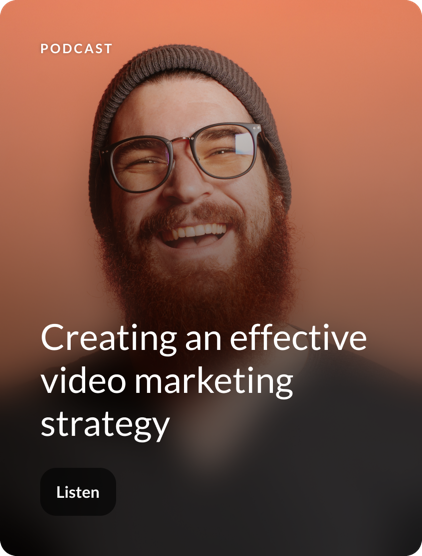 PODCAST
Creating an effective
video marketing
strategy
Listen